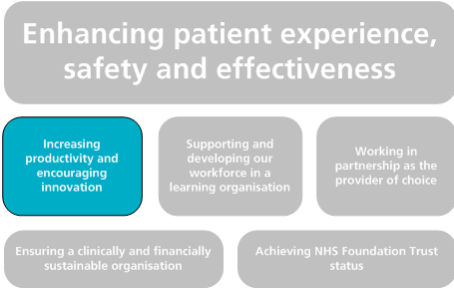 Enhancing patient experience,
safety and effectiveness
Increasing
productivity and
encouraging
innovation
Supporting and
developing our
workforce in a
learning organisation
Working in
partnership as the
provider of choice
Ensuring a clinically and financially
sustainable organisation
Achieving NHS Foundation Trust
status